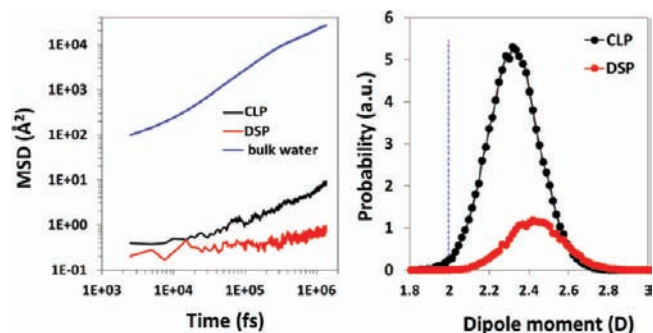 1E+04
1E+03
1E+02
1E+01
1E+00
1E-01
MSD (Å²)
CLP
DSP
bulk water
1E+03 1E+04 1E+05 1E+06
Time (fs)
6
5
4
3
2
1
0
Probability (a.u.)
CLP
DSP
1.8 2 2.2 2.4 2.6 2.8 3
Dipole moment (D)